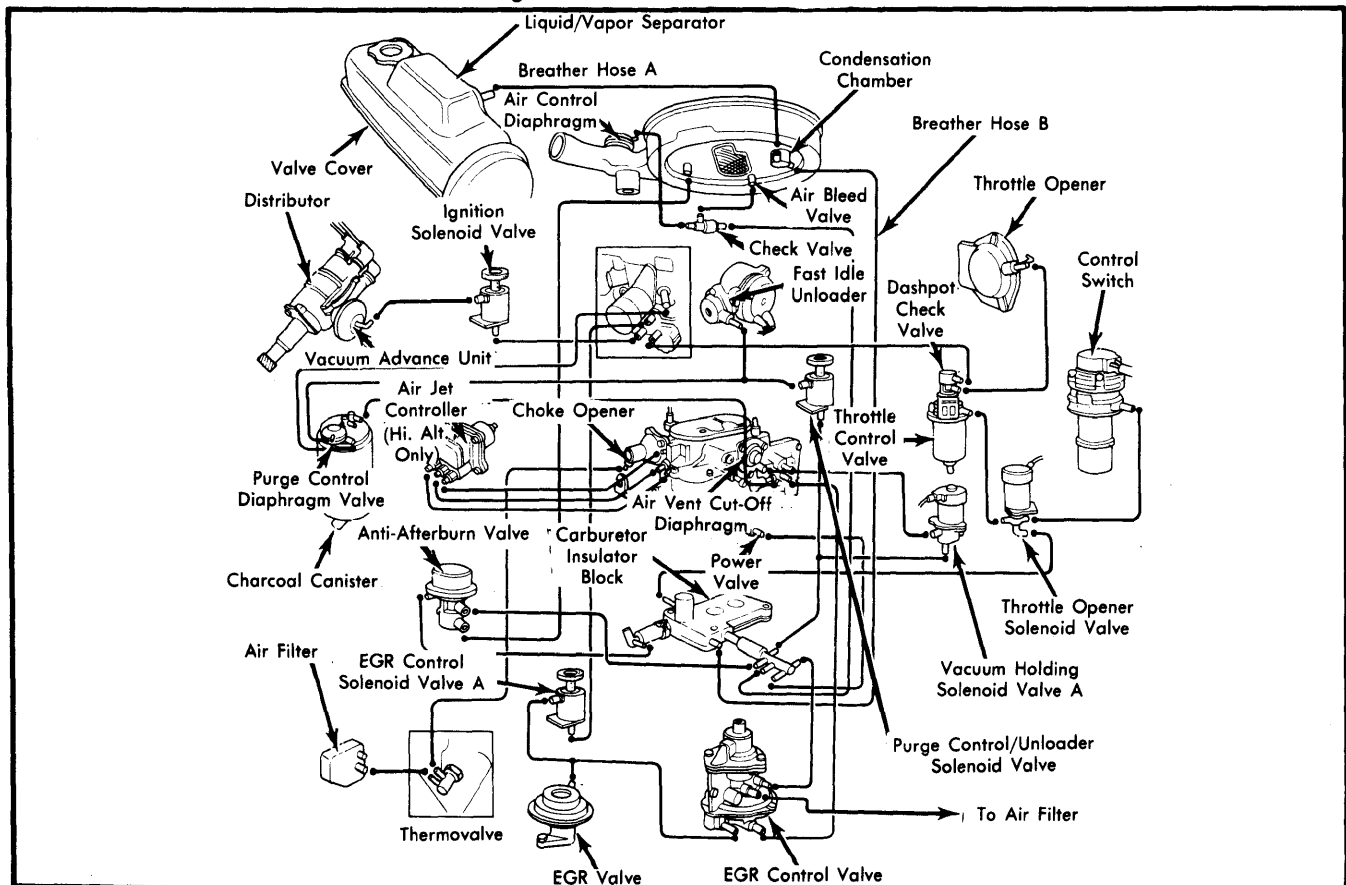 Liquid/Vapor Separator
Breather Hose A
Condensation
Chamber
Air Control
Diaphragm
Breather Hose B
Valve Cover
Throttle Opener
Distributor
Ignition
Solenoid Valve
Air Bleed
Valve
Check Valve
Control
Switch
Fast Idle
Unloader
Dashpot
Check
Valve
Vacuum Advance Unit
Air Jet
Controller
(Hi. Alt.
Only)
Choke Opener
Throttle
Control
Valve
Purge Control
Diaphragm Valve
Air Vent Cut-Off
Diaphragm
Anti-Afterburn Valve
Carburetor
Insulator
Block
Charcoal Canister
Power
Valve
Throttle Opener
Solenoid Valve
Air Filter
EGR Control
Solenoid Valve A
Vacuum Holding
Solenoid Valve A
Purge Control/Unloader
Solenoid Valve
To Air Filter
Thermovalve
EGR Valve
EGR Control Valve